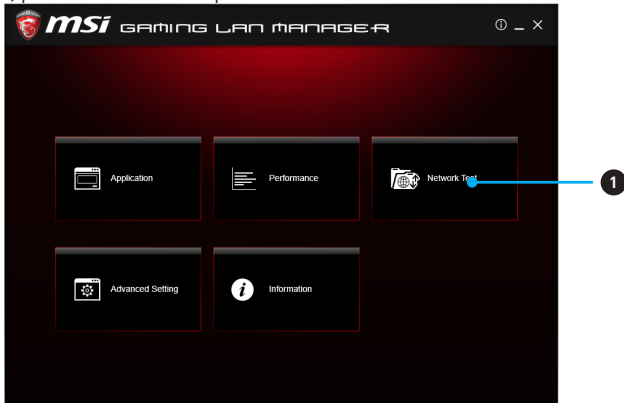 msi GAMING LAN MANAGER
Application
Performance
Network Test
1
Advanced Setting
Information